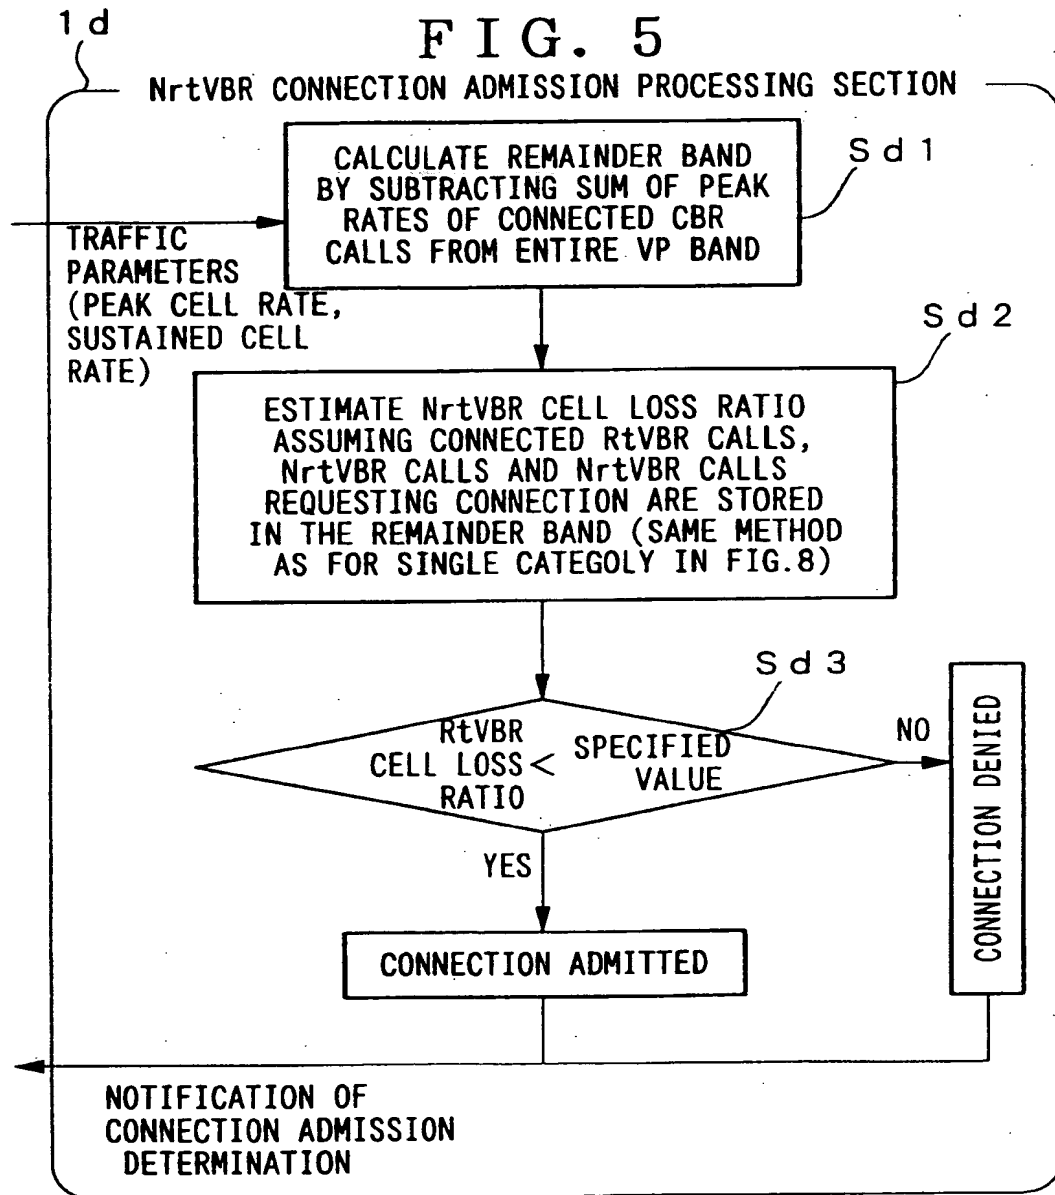 1d
FIG. 5
NrtVBR CONNECTION ADMISSION PROCESSING SECTION
CALCULATE REMAINDER BAND
BY SUBTRACTING SUM OF PEAK
RATES OF CONNECTED CBR
CALLS FROM ENTIRE VP BAND
Sd1
TRAFFIC
PARAMETERS
(PEAK CELL RATE,
SUSTAINED CELL
RATE)
Sd2
ESTIMATE NrtVBR CELL LOSS RATIO
ASSUMING CONNECTED RtVBR CALLS,
NrtVBR CALLS AND NrtVBR CALLS
REQUESTING CONNECTION ARE STORED
IN THE REMAINDER BAND (SAME METHOD
AS FOR SINGLE CATEGOLY IN FIG.8)
Sd3
RtVBR
CELL LOSS
RATIO
<
SPECIFIED
VALUE
NO
CONNECTION DENIED
YES
CONNECTION ADMITTED
NOTIFICATION OF
CONNECTION ADMISSION
DETERMINATION